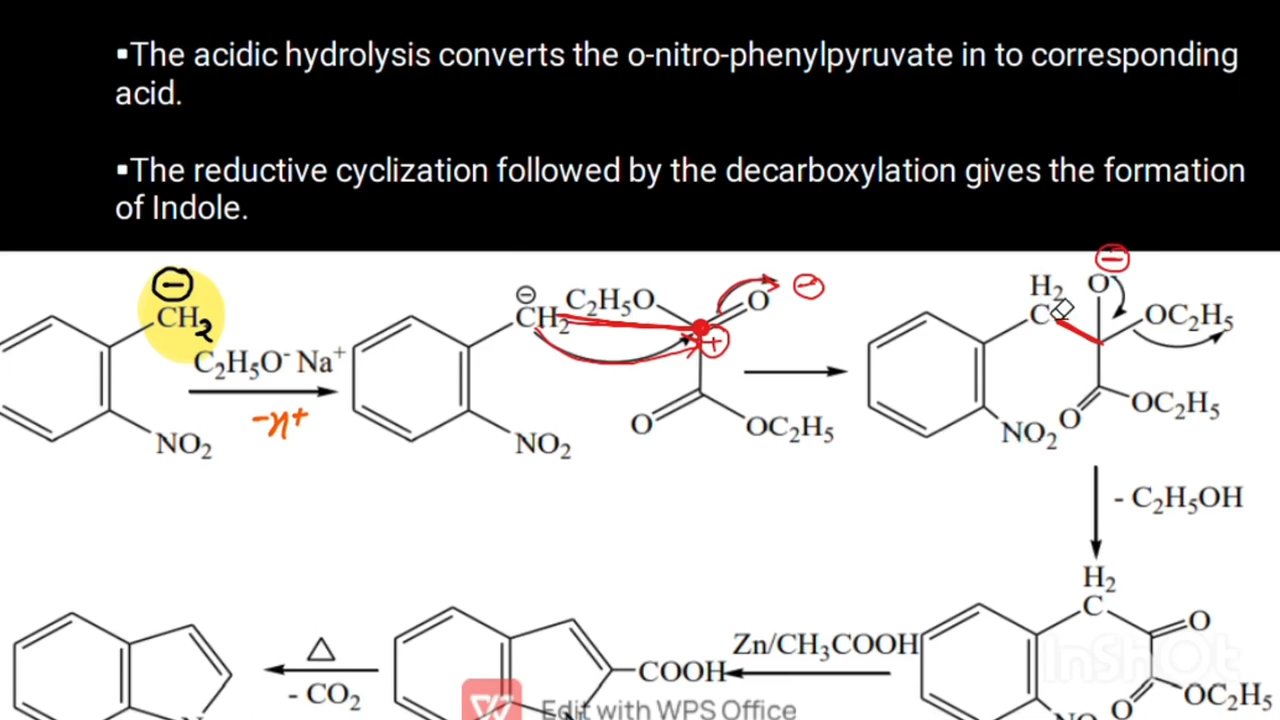 ▪The acidic hydrolysis converts the o-nitro-phenylpyruvate in to corresponding
acid.
▪The reductive cyclization followed by the decarboxylation gives the formation
of Indole.
⊖
CH2
C2H5O- Na+
-H+
NO2
⊖
CH2
C2H5O
O
⊖
+
O
OC2H5
NO2
⊖
H2
C
O
OC2H5
O
OC2H5
NO2
- C2H5OH
H2
C
O
O
OC2H5
Zn/CH3COOH
COOH
△
- CO2
InShOt
Edit with WPS Office